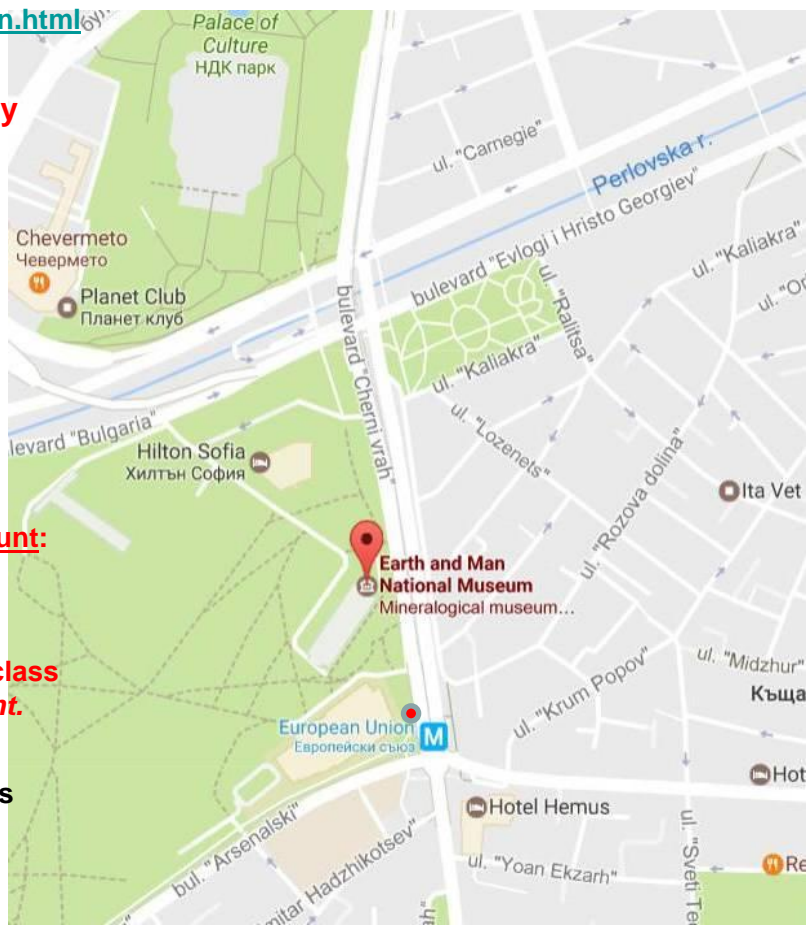 n.html
Palace of
Culture
НДК парк
y
ul. "Carnegie"
Perlovska r.
bulevard "Evlogi i Hristo Georgiev"
Chevermeto
Чевермето
Planet Club
Планет клуб
ul. "Kaliakra"
ul. "Ralitsa"
bulevard "Cherni vrah"
ul. "Kaliakra"
levard "Bulgaria"
ul. "Lozenets"
Hilton Sofia
Хилтън София
ul. "Rozova dolina"
Ita Vet
unt:
Earth and Man
National Museum
Mineralogical museum...
class
nt.
ul. "Midzhur"
ul. "Krum Popov"
Къща
European Union
Европейски съюз
M
s
Hot
Hotel Hemus
bul. "Arsenalski"
mitar Hadzhikotsev"
ul. "Yoan Ekzarh"
ul. "Sveti Te
Re